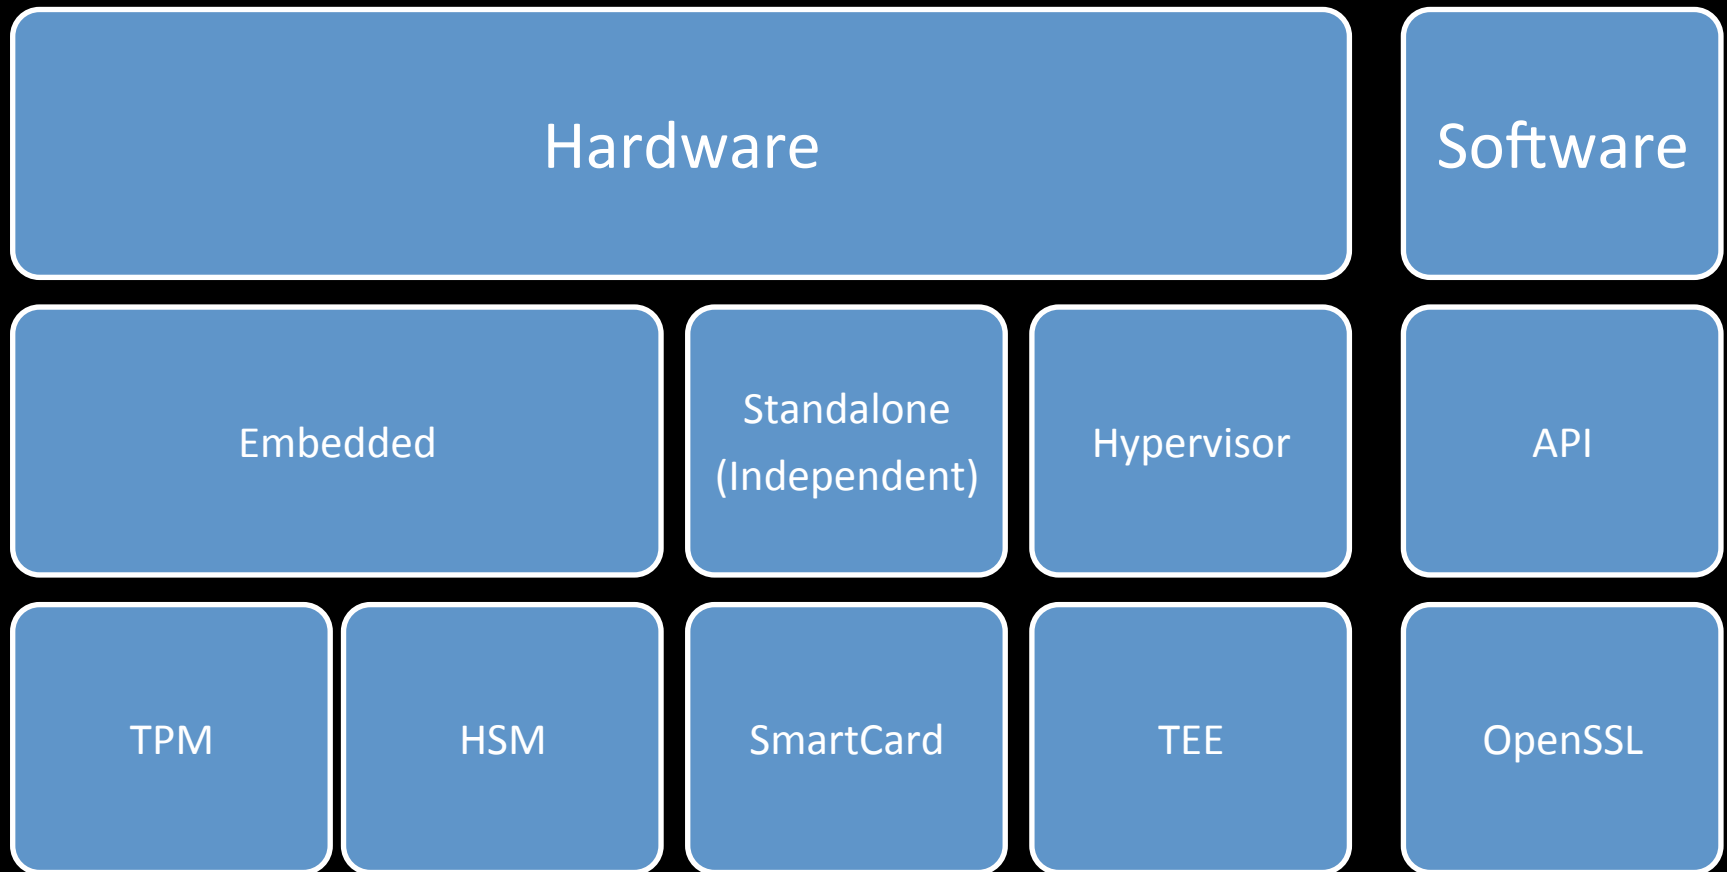 Hardware
Software
Embedded
Standalone
(Independent)
Hypervisor
API
TPM
HSM
SmartCard
TEE
OpenSSL